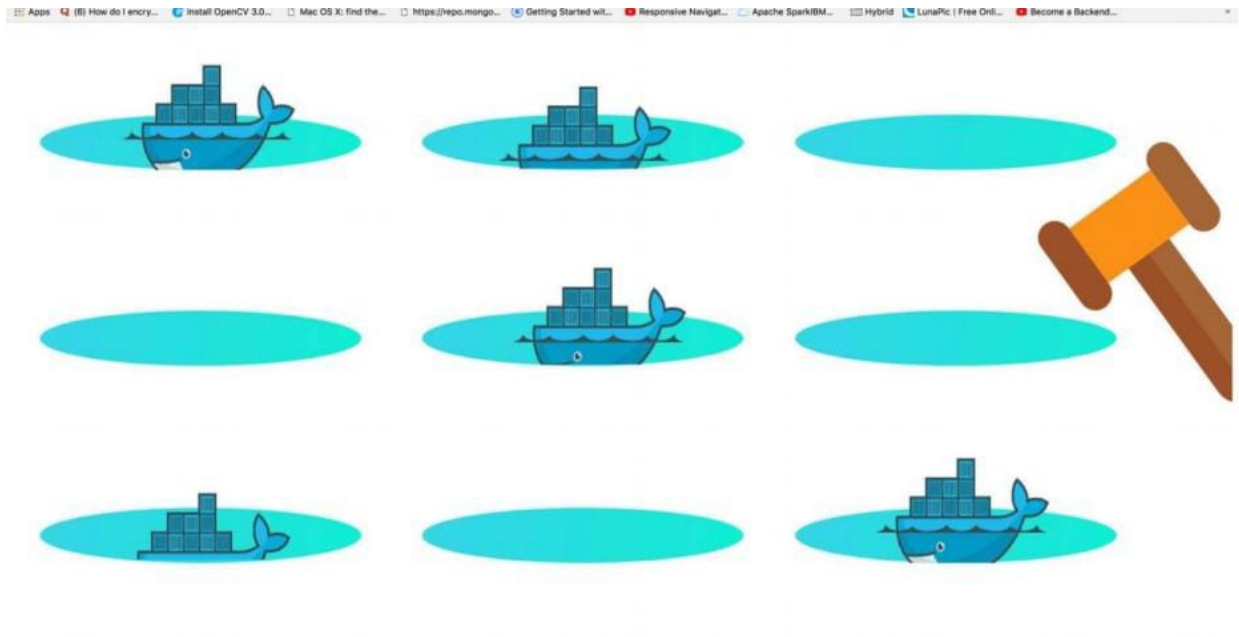 Apps (6) How do I encry... Install OpenCV 3.0... Mac OS X: find the... https://repo.mongo... Getting Started wit... Responsive Navigat... Apache SparkIBM... Hybrid LunaPic | Free Onli... Become a Backend... »